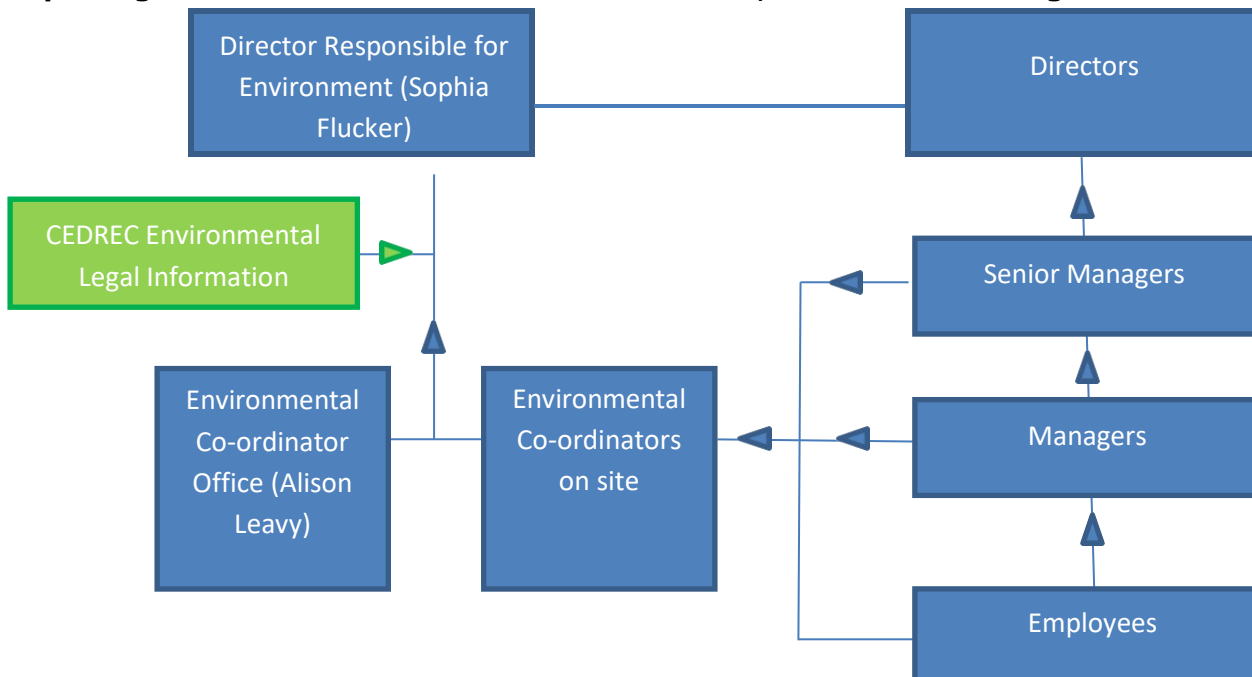 Director Responsible for
Environment (Sophia
Flucker)
Directors
CEDREC Environmental
Legal Information
Senior Managers
Environmental
Co-ordinator
Office (Alison
Leavy)
Environmental
Co-ordinators
on site
Managers
Employees